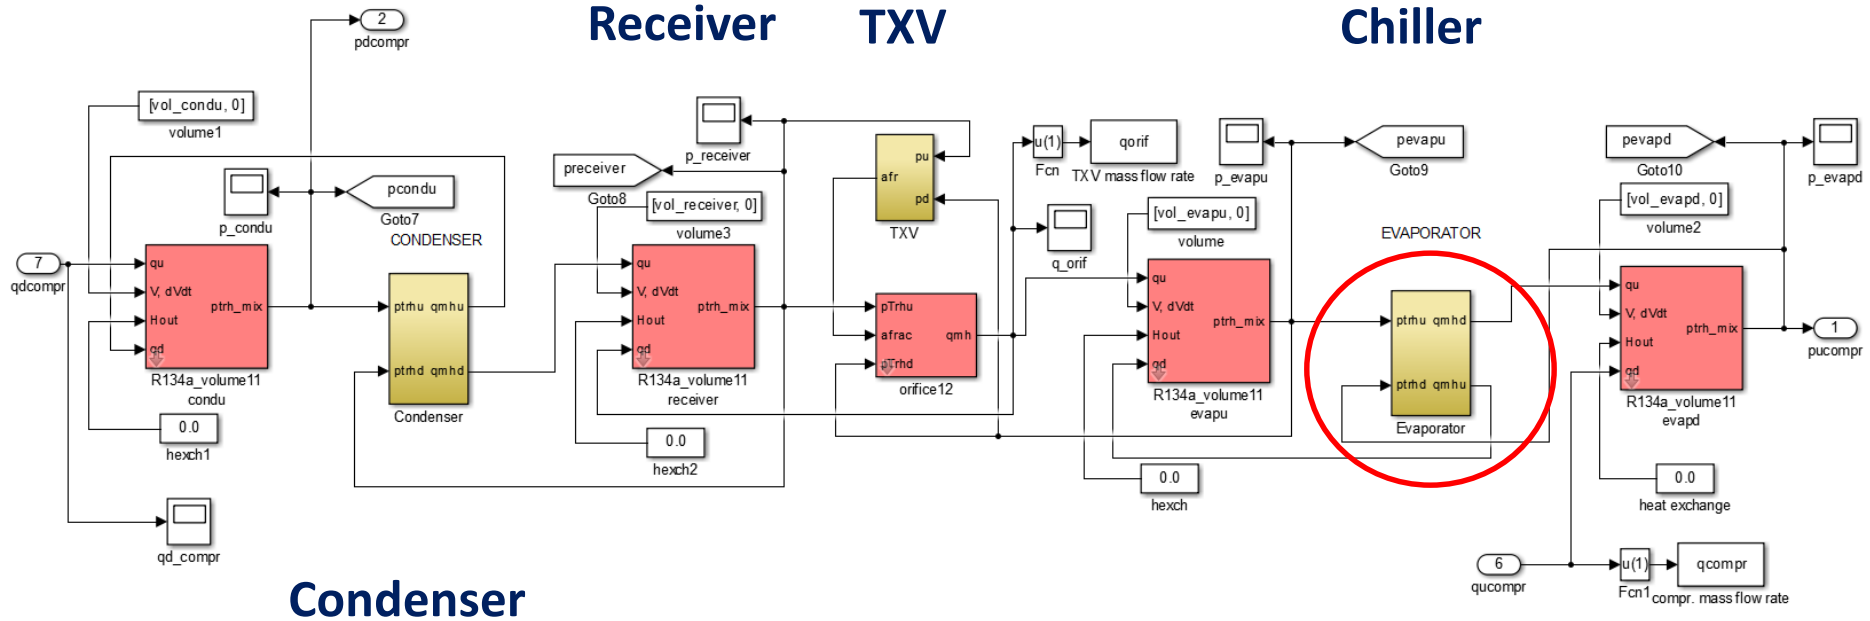 Receiver
TXV
Chiller
2
pdcompr
[vol_condu, 0]
volume1
p_condu
pcondu
Goto7
CONDENSER
7
qdcompr
qu
V, dVdt
Hout
qd
ptrh_mix
R134a_volume11
condu
0.0
hexch1
qd_compr
ptrhu qmhu
ptrhd qmhd
Condenser
p_receiver
preceiver
Goto8
[vol_receiver, 0]
volume3
qu
V, dVdt
Hout
qd
ptrh_mix
R134a_volume11
receiver
0.0
hexch2
pu
afr
pd
TXV
pTrhu
afrac
pTrhd
qmh
orifice12
u(1)
Fcn
qorif
TXV mass flow rate
q_orif
p_evapu
pevapu
Goto9
[vol_evapu, 0]
volume
qu
V, dVdt
Hout
qd
ptrh_mix
R134a_volume11
evapu
0.0
hexch
EVAPORATOR
ptrhu qmhd
ptrhd qmhu
Evaporator
pevapd
Goto10
p_evapd
[vol_evapd, 0]
volume2
qu
V, dVdt
Hout
qd
ptrh_mix
R134a_volume11
evapd
1
pucompr
0.0
heat exchange
6
qucompr
u(1)
Fcn1
qcompr
compr. mass flow rate
Condenser